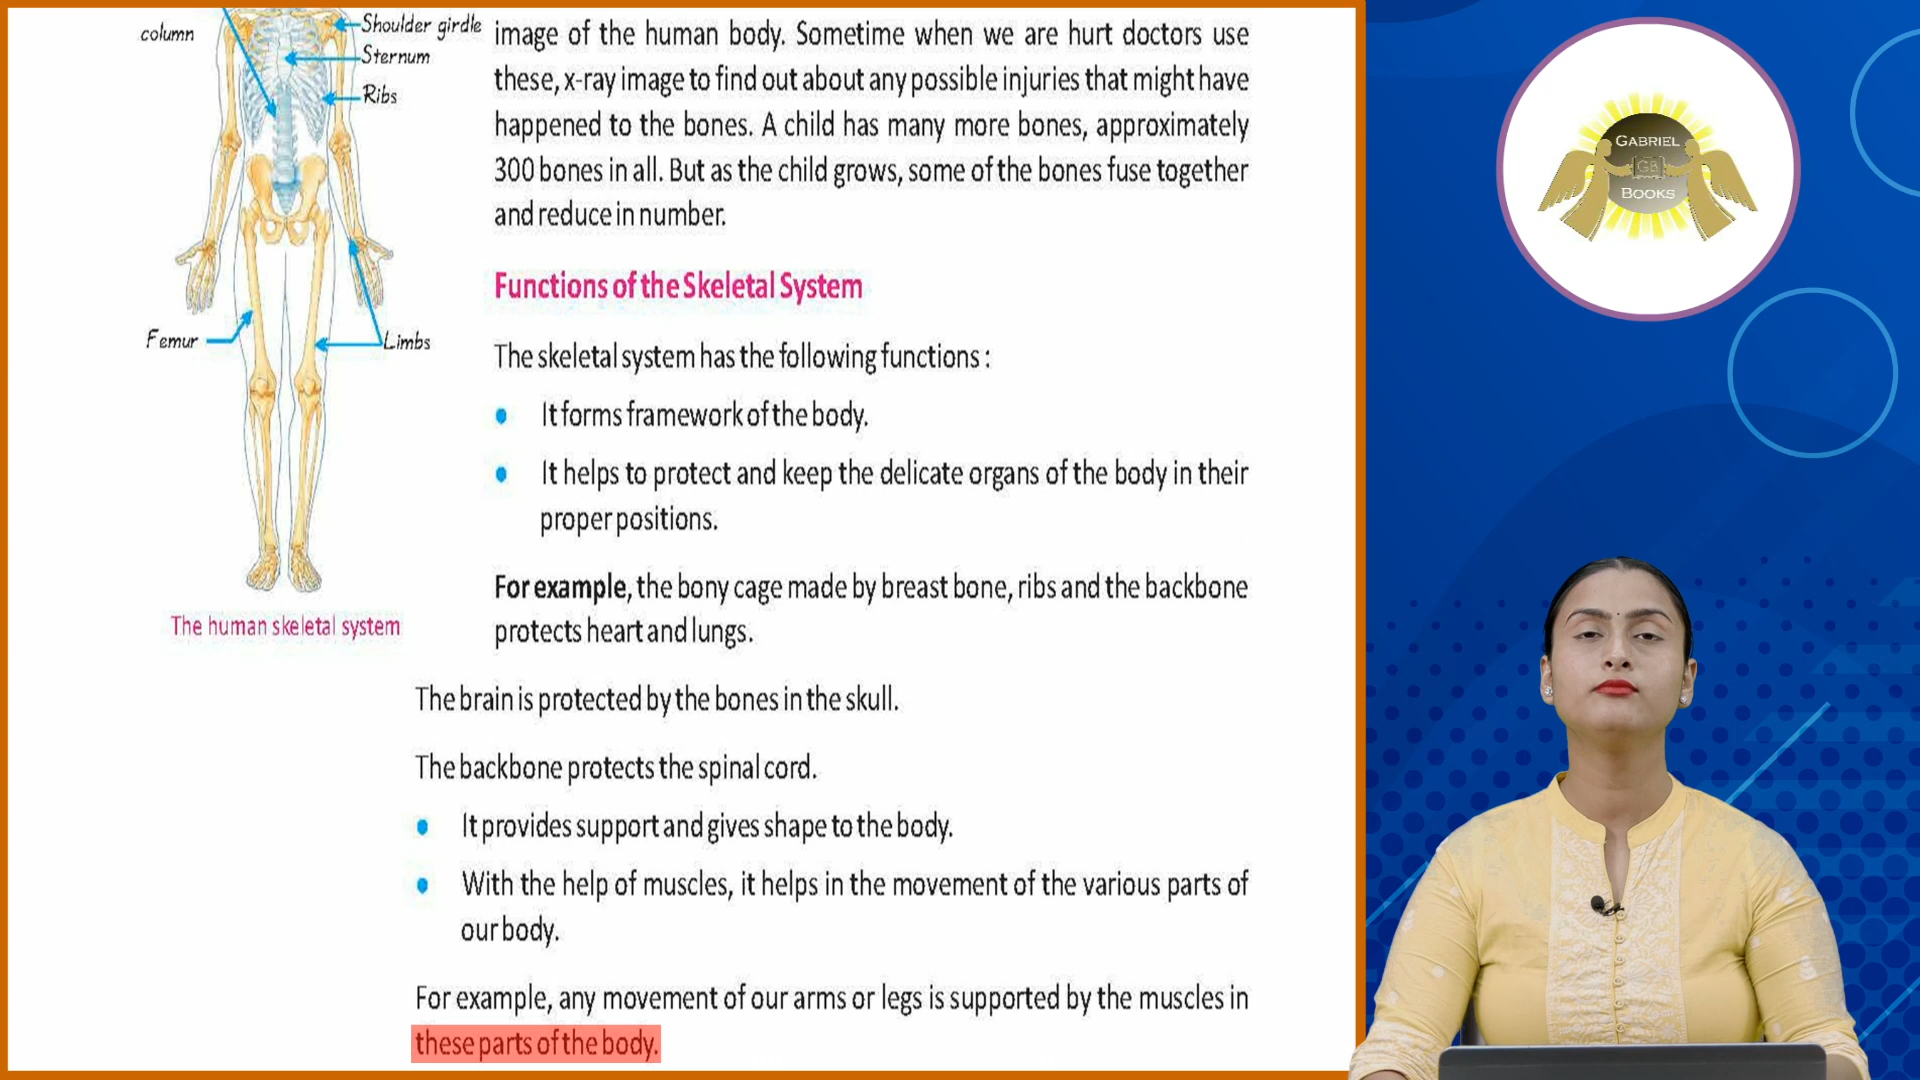 column
Shoulder girdle
Sternum
Ribs
Femur
Limbs
The human skeletal system
image of the human body. Sometime when we are hurt doctors use
these, x-ray image to find out about any possible injuries that might have
happened to the bones. A child has many more bones, approximately
300 bones in all. But as the child grows, some of the bones fuse together
and reduce in number.
Functions of the Skeletal System
The skeletal system has the following functions :
• It forms framework of the body.
• It helps to protect and keep the delicate organs of the body in their
proper positions.
For example, the bony cage made by breast bone, ribs and the backbone
protects heart and lungs.
The brain is protected by the bones in the skull.
The backbone protects the spinal cord.
• It provides support and gives shape to the body.
• With the help of muscles, it helps in the movement of the various parts of
our body.
For example, any movement of our arms or legs is supported by the muscles in
these parts of the body.
GABRIEL
GB
BOOKS